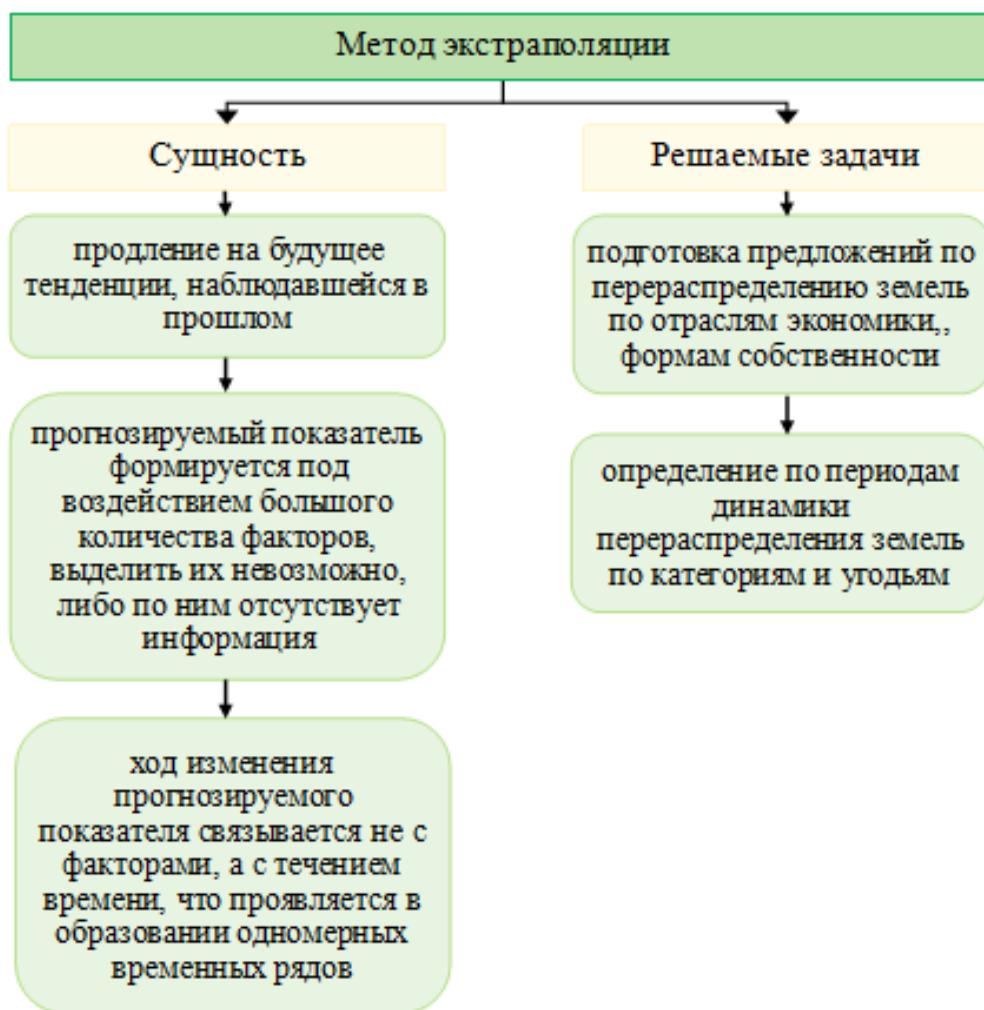 Метод экстраполяции
Сущность
продление на будущее
тенденции, наблюдавшейся в
прошлом
прогнозируемый показатель
формируется под
воздействием большого
количества факторов,
выделить их невозможно,
либо по ним отсутствует
информация
ход изменения
прогнозируемого
показателя связывается не с
факторами, а с течением
времени, что проявляется в
образовании одномерных
временных рядов
Решаемые задачи
подготовка предложений по
перераспределению земель
по отраслям экономики,,
формам собственности
определение по периодам
динамики
перераспределения земель
по категориям и угодьям